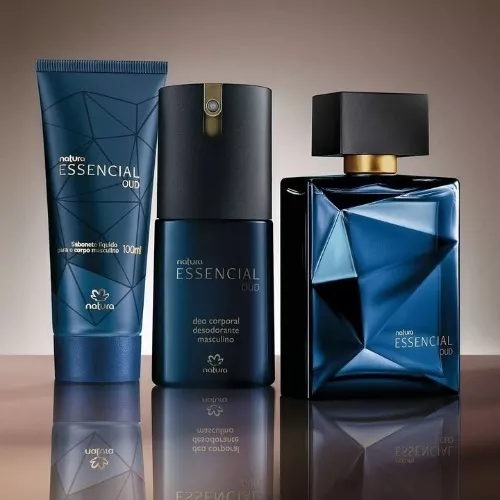 natura
ESSENCIAL
OUD
Sabonete líquido
para o corpo masculino 100ml
natura
natura
ESSENCIAL
OUD
deo corporal
desodorante
masculino
natura
natura
ESSENCIAL
OUD